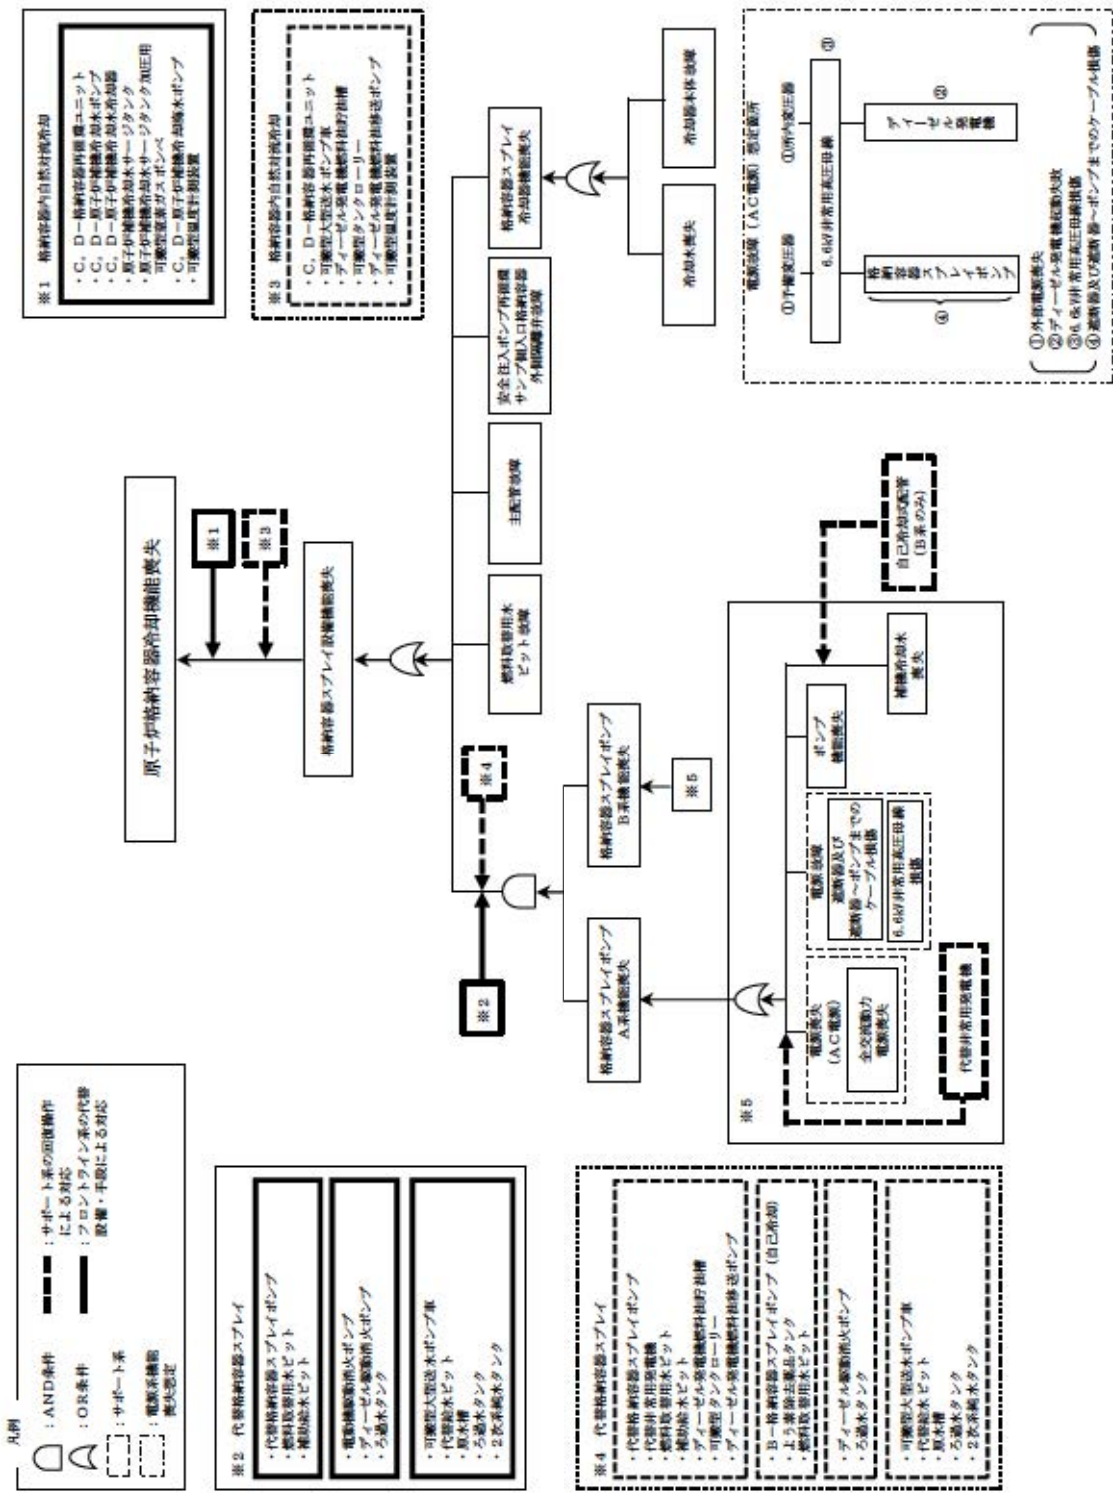 凡例
：AND条件
：OR条件
：サポート系
：電源系機能
喪失想定
：サポート系の回復操作
による対応
：フロントライン系の代替
設備・手段による対応
原子炉格納容器冷却機能喪失
※1
※3
格納容器スプレイ設備機能喪失
※2
※4
燃料取替用水
ピット故障
主配管故障
安全注入ポンプ再循環
サンプ側入口格納容器
外側隔離弁故障
格納容器スプレイ
冷却器機能喪失
冷却水喪失
冷却器本体故障
格納容器スプレイポンプ
A系機能喪失
格納容器スプレイポンプ
B系機能喪失
※5
※5
電源喪失
(AC電源)
全交流動力
電源喪失
電源故障
遮断器及び
遮断器～ポンプまでの
ケーブル損傷
6.6kV非常用高圧母線
損傷
ポンプ
機能喪失
補機冷却水
喪失
代替非常用発電機
自己冷却式配管
(B系のみ)
※1　格納容器内自然対流冷却
・C，D－格納容器再循環ユニット
・C，D－原子炉補機冷却水ポンプ
・C，D－原子炉補機冷却水冷却器
・原子炉補機冷却水サージタンク
・原子炉補機冷却水サージタンク加圧用
可搬型窒素ガスボンベ
・C，D－原子炉補機冷却海水ポンプ
・可搬型温度計測装置
※3　格納容器内自然対流冷却
・C，D－格納容器再循環ユニット
・可搬型大型送水ポンプ車
・ディーゼル発電機燃料油貯油槽
・可搬型タンクローリー
・ディーゼル発電機燃料油移送ポンプ
・可搬型温度計測装置
※2　代替格納容器スプレイ
・代替格納容器スプレイポンプ
・燃料取替用水ピット
・補助給水ピット
・電動機駆動消火ポンプ
・ディーゼル駆動消火ポンプ
・ろ過水タンク
・可搬型大型送水ポンプ車
・代替給水ピット
・原水槽
・ろ過水タンク
・2次系純水タンク
※4　代替格納容器スプレイ
・代替格納容器スプレイポンプ
・代替非常用発電機
・燃料取替用水ピット
・補助給水ピット
・ディーゼル発電機燃料油貯油槽
・可搬型タンクローリー
・ディーゼル発電機燃料油移送ポンプ
・B－格納容器スプレイポンプ（自己冷却）
・よう素除去薬品タンク
・燃料取替用水ピット
・ディーゼル駆動消火ポンプ
・ろ過水タンク
・可搬型大型送水ポンプ車
・代替給水ピット
・原水槽
・ろ過水タンク
・2次系純水タンク
電源故障（AC電源）想定箇所
①予備変圧器
①所内変圧器
6.6kV非常用高圧母線
③
格納容器スプレイポンプ
④
ディーゼル発電機
②
①外部電源喪失
②ディーゼル発電機起動失敗
③6.6kV非常用高圧母線損傷
④遮断器及び遮断器～ポンプまでのケーブル損傷